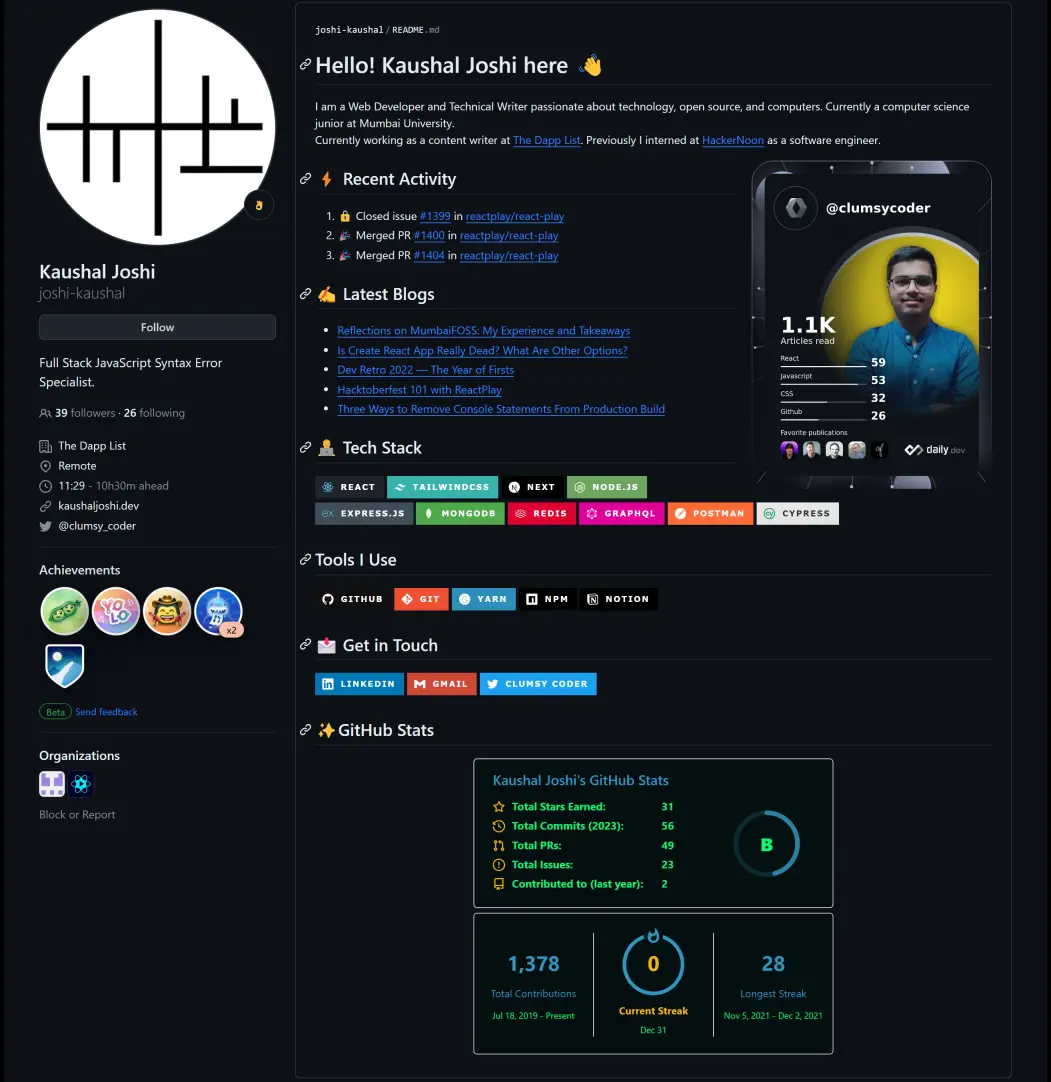 Kaushal Joshi
joshi-kaushal
Follow
Full Stack JavaScript Syntax Error
Specialist.
39 followers · 26 following
The Dapp List
Remote
11:29 - 10h30m ahead
kaushaljoshi.dev
@clumsy_coder
Achievements
YOLO
x2
Beta Send feedback
Organizations
Block or Report
joshi-kaushal/README.md
Hello! Kaushal Joshi here
I am a Web Developer and Technical Writer passionate about technology, open source, and computers. Currently a computer science
junior at Mumbai University.
Currently working as a content writer at The Dapp List. Previously I interned at HackerNoon as a software engineer.
Recent Activity
1. Closed issue #1399 in reactplay/react-play
2. Merged PR #1400 in reactplay/react-play
3. Merged PR #1404 in reactplay/react-play
Latest Blogs
• Reflections on MumbaiFOSS: My Experience and Takeaways
• Is Create React App Really Dead? What Are Other Options?
• Dev Retro 2022 — The Year of Firsts
• Hacktoberfest 101 with ReactPlay
• Three Ways to Remove Console Statements From Production Build
@clumsycoder
1.1K
Articles read
React 59
Javascript 53
CSS 32
Github 26
Favorite publications
daily.dev
Tech Stack
REACT TAILWINDCSS NEXT NODE.JS
EX EXPRESS.JS MONGODB REDIS GRAPHQL POSTMAN CYPRESS
Tools I Use
GITHUB GIT YARN NPM NOTION
Get in Touch
LINKEDIN GMAIL CLUMSY CODER
GitHub Stats
Kaushal Joshi's GitHub Stats
Total Stars Earned: 31
Total Commits (2023): 56
Total PRs: 49
Total Issues: 23
Contributed to (last year): 2
B
1,378
Total Contributions
Jul 18, 2019 - Present
0
Current Streak
Dec 31
28
Longest Streak
Nov 5, 2021 - Dec 2, 2021